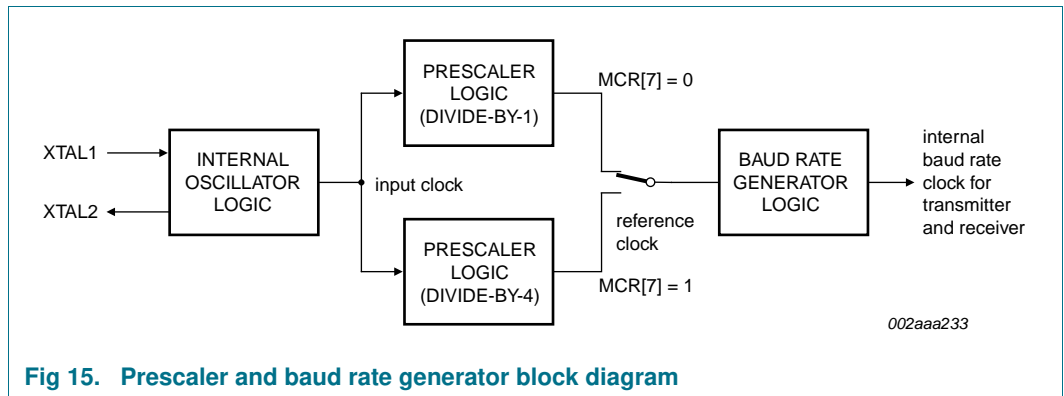 PRESCALER
LOGIC
(DIVIDE-BY-1)
MCR[7] = 0
XTAL1
XTAL2
INTERNAL
OSCILLATOR
LOGIC
input clock
BAUD RATE
GENERATOR
LOGIC
internal
baud rate
clock for
transmitter
and receiver
reference
clock
PRESCALER
LOGIC
(DIVIDE-BY-4)
MCR[7] = 1
002aaa233
Fig 15. Prescaler and baud rate generator block diagram